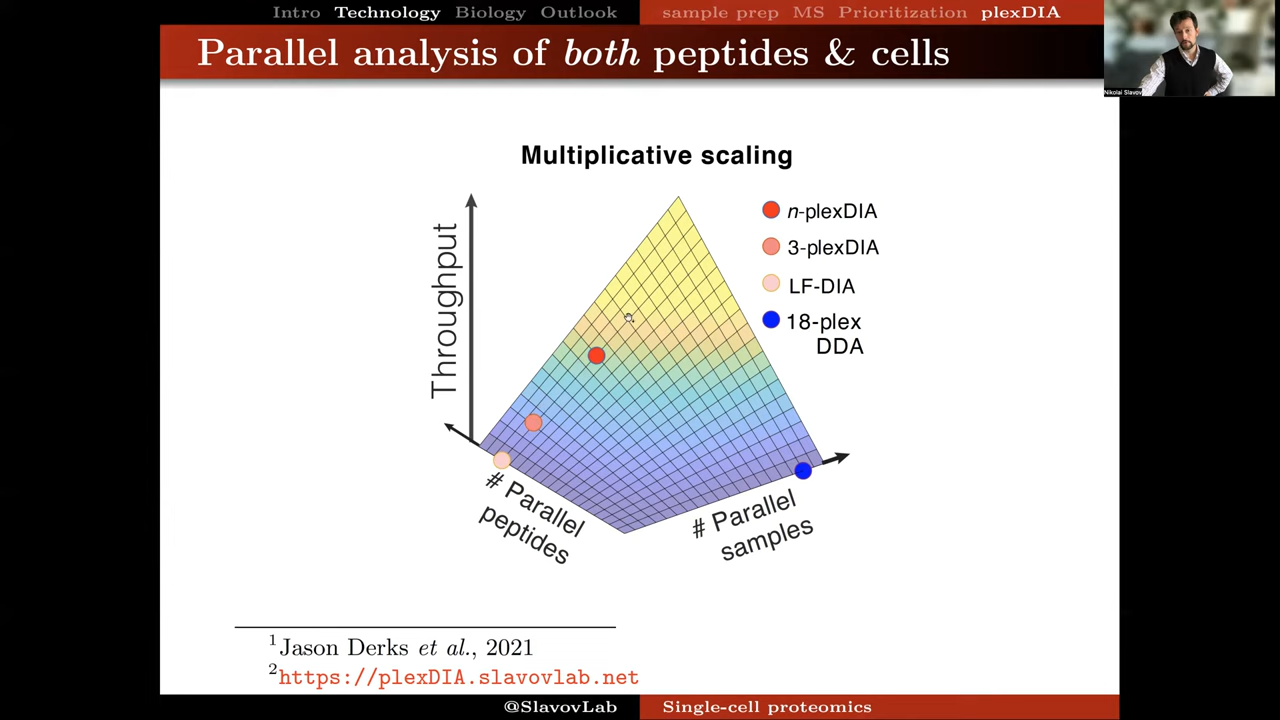 Intro Technology Biology Outlook
sample prep MS Prioritization plexDIA
Parallel analysis of both peptides & cells
Nikolai Slavov
Multiplicative scaling
Throughput
n-plexDIA
3-plexDIA
LF-DIA
18-plex
DDA
# Parallel
peptides
# Parallel
samples
1Jason Derks et al., 2021
2https://plexDIA.slavovlab.net
@SlavovLab
Single-cell proteomics